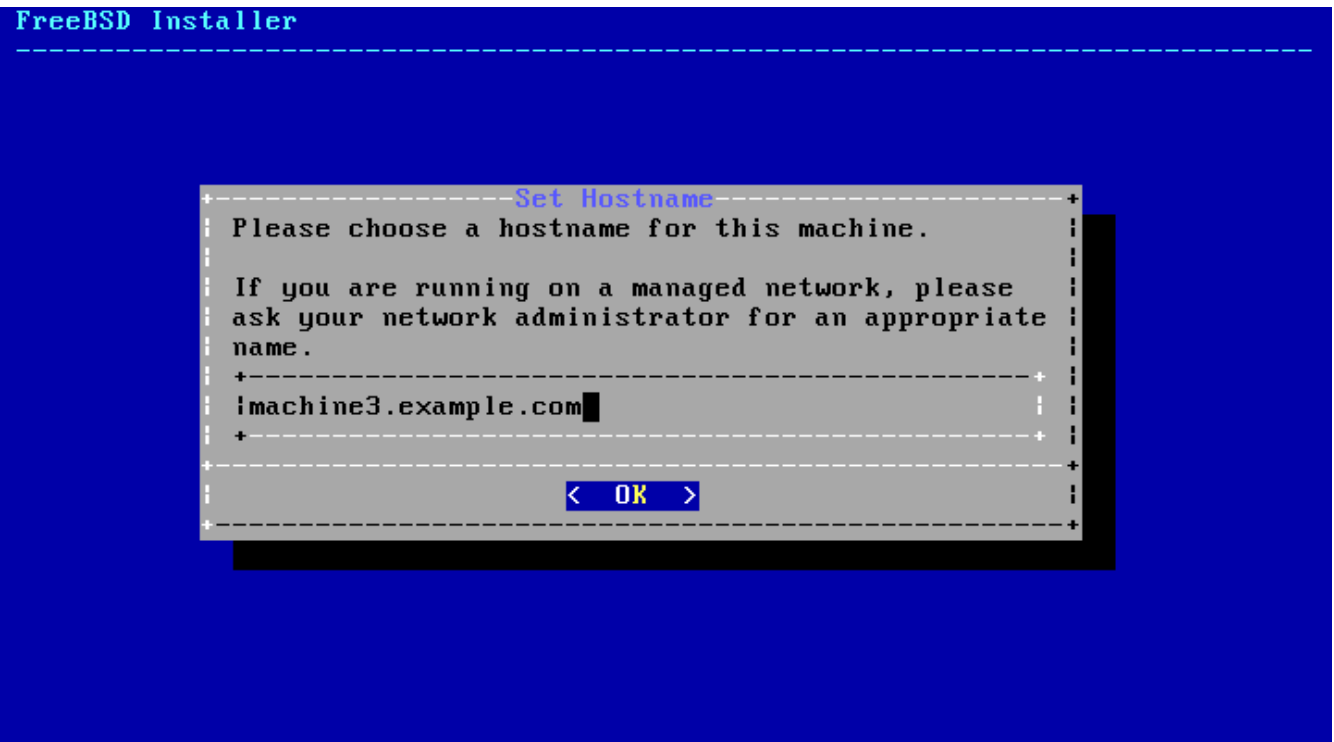 FreeBSD Installer
Set Hostname
Please choose a hostname for this machine.
If you are running on a managed network, please
ask your network administrator for an appropriate
name.
machine3.example.com
< OK >